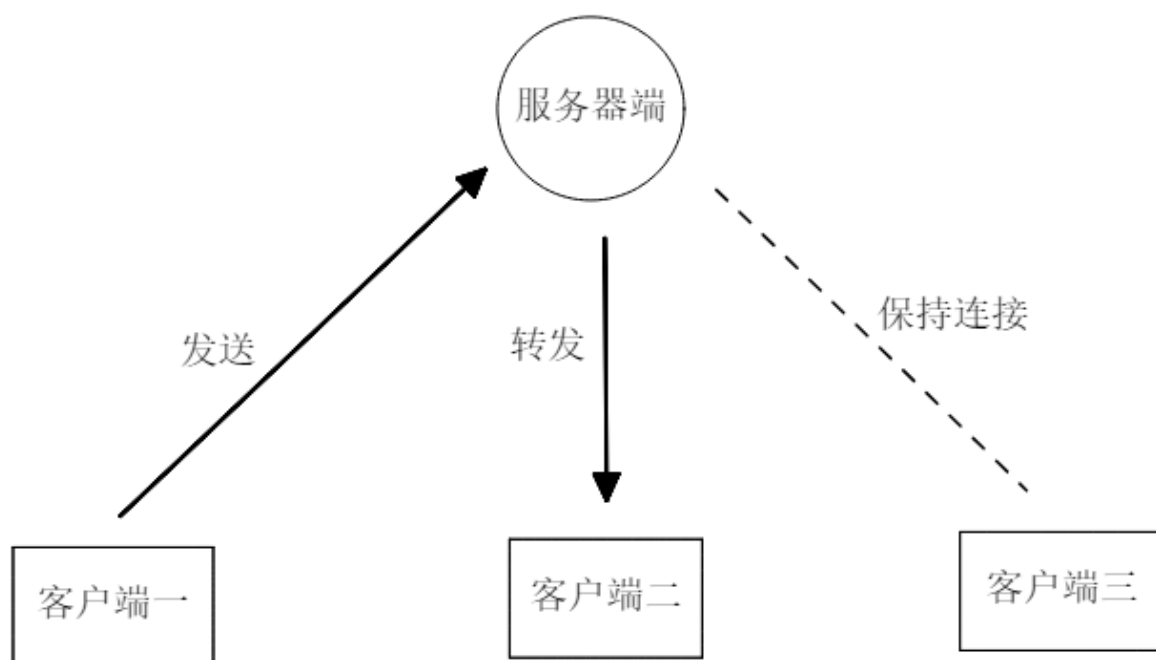 服务器端
发送
转发
保持连接
客户端一
客户端二
客户端三